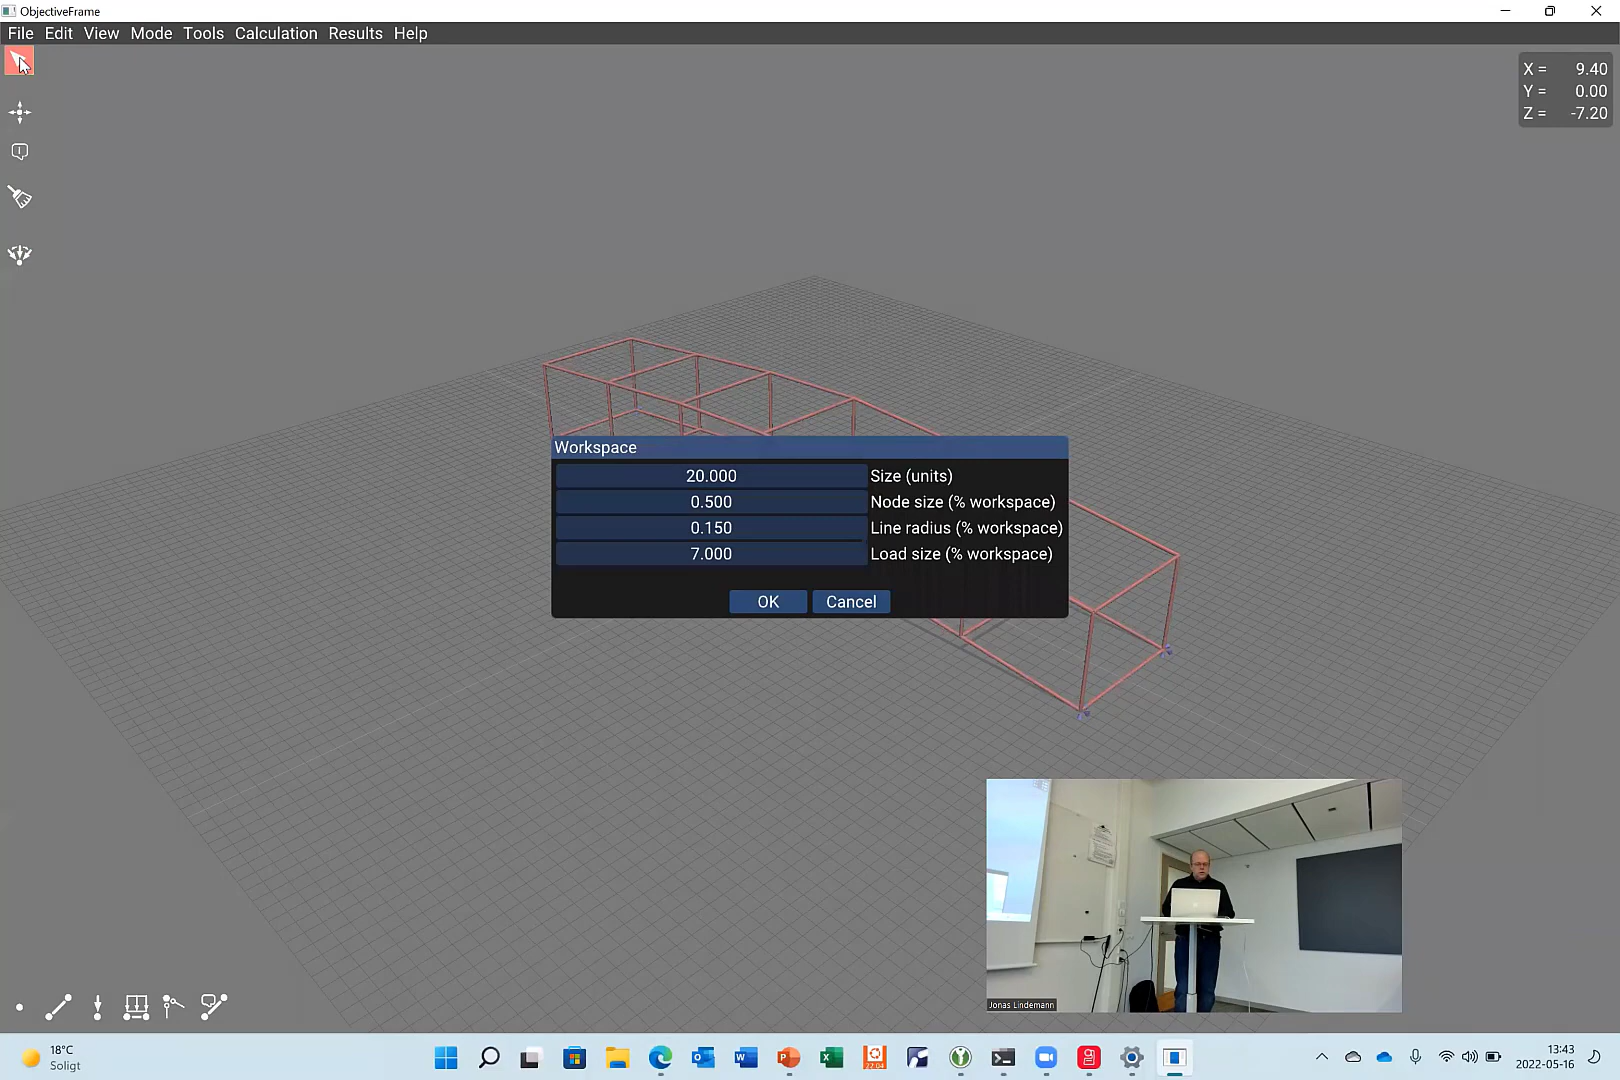 ObjectiveFrame
File Edit View Mode Tools Calculation Results Help
X = 9.40
Y = 0.00
Z = -7.20
Workspace
20.000 Size (units)
0.500 Node size (% workspace)
0.150 Line radius (% workspace)
7.000 Load size (% workspace)
OK Cancel
Jonas Lindemann
18°C
Soligt
22.04
13:43
2022-05-16